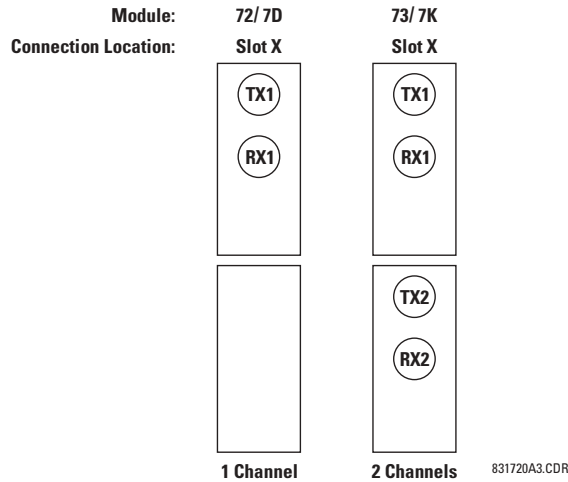 Module: 72/ 7D 73/ 7K
Connection Location: Slot X Slot X
TX1 TX1
RX1 RX1
TX2
RX2
1 Channel 2 Channels 831720A3.CDR